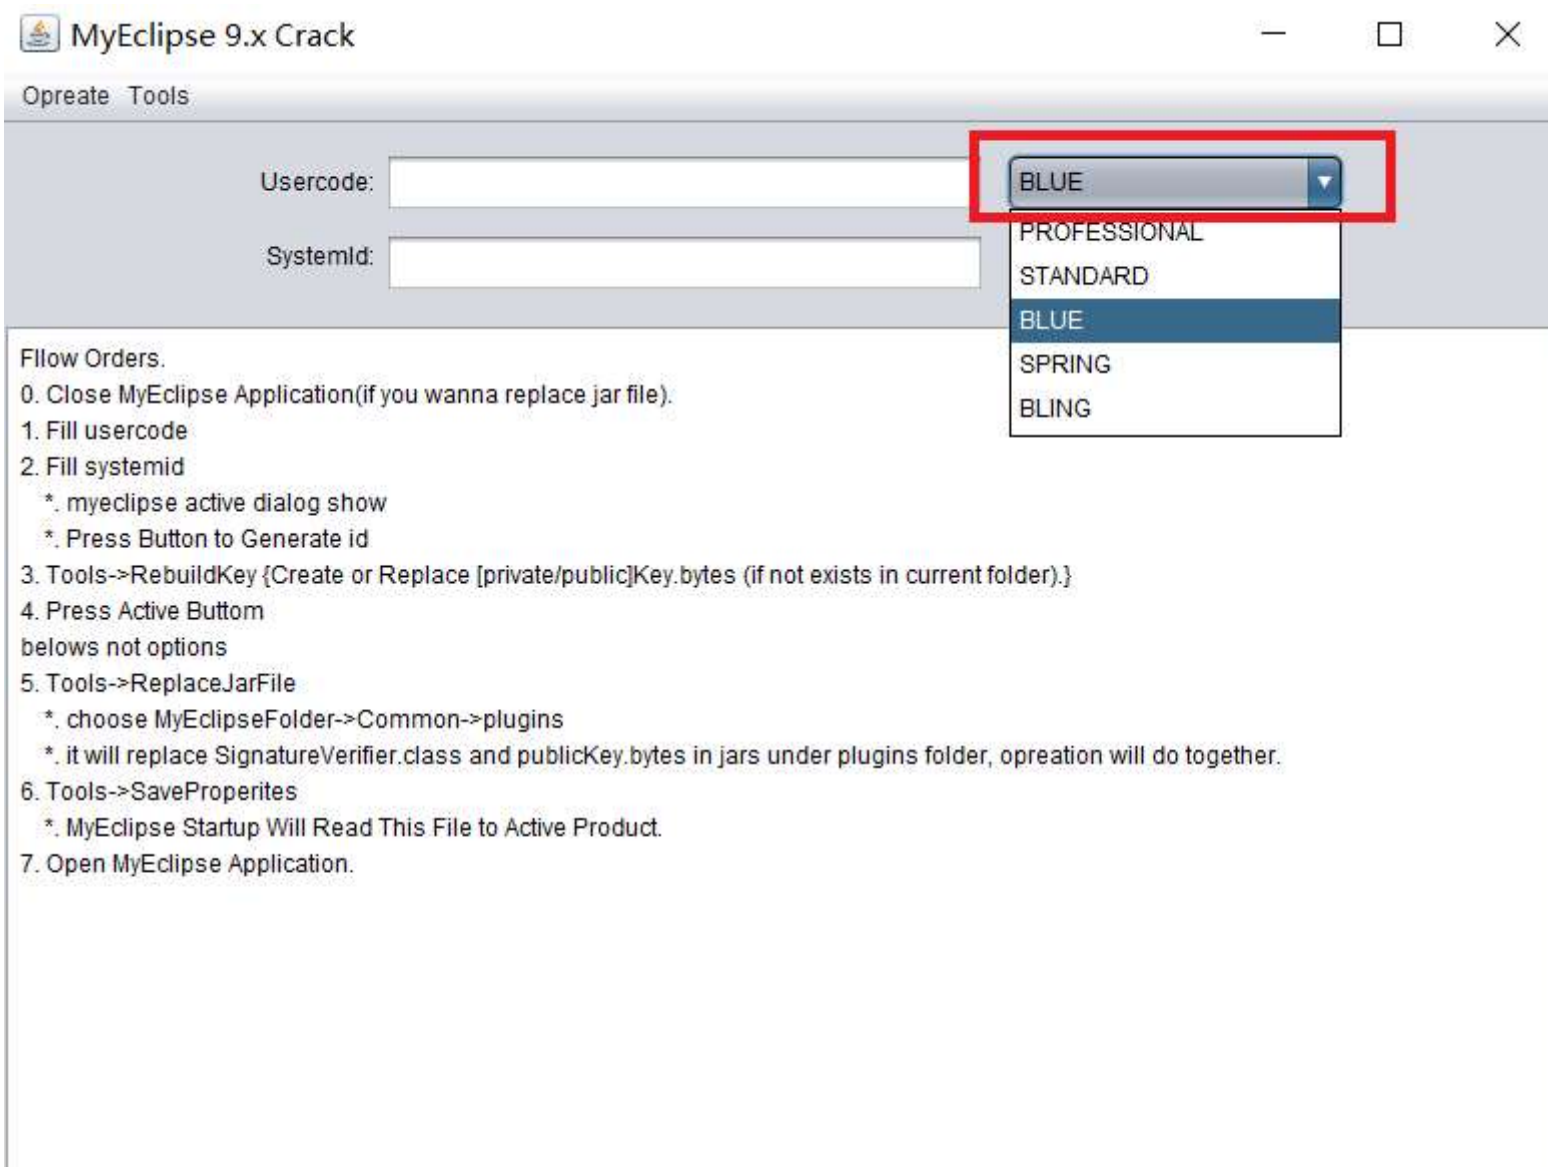 MyEclipse 9.x Crack
Opreate Tools
Usercode:
BLUE
PROFESSIONAL
SystemId:
STANDARD
BLUE
SPRING
BLING
Fllow Orders.
0. Close MyEclipse Application(if you wanna replace jar file).
1. Fill usercode
2. Fill systemid
*. myeclipse active dialog show
*. Press Button to Generate id
3. Tools->RebuildKey {Create or Replace [private/public]Key.bytes (if not exists in current folder).}
4. Press Active Buttom
belows not options
5. Tools->ReplaceJarFile
*. choose MyEclipseFolder->Common->plugins
*. it will replace SignatureVerifier.class and publicKey.bytes in jars under plugins folder, opreation will do together.
6. Tools->SaveProperites
*. MyEclipse Startup Will Read This File to Active Product.
7. Open MyEclipse Application.